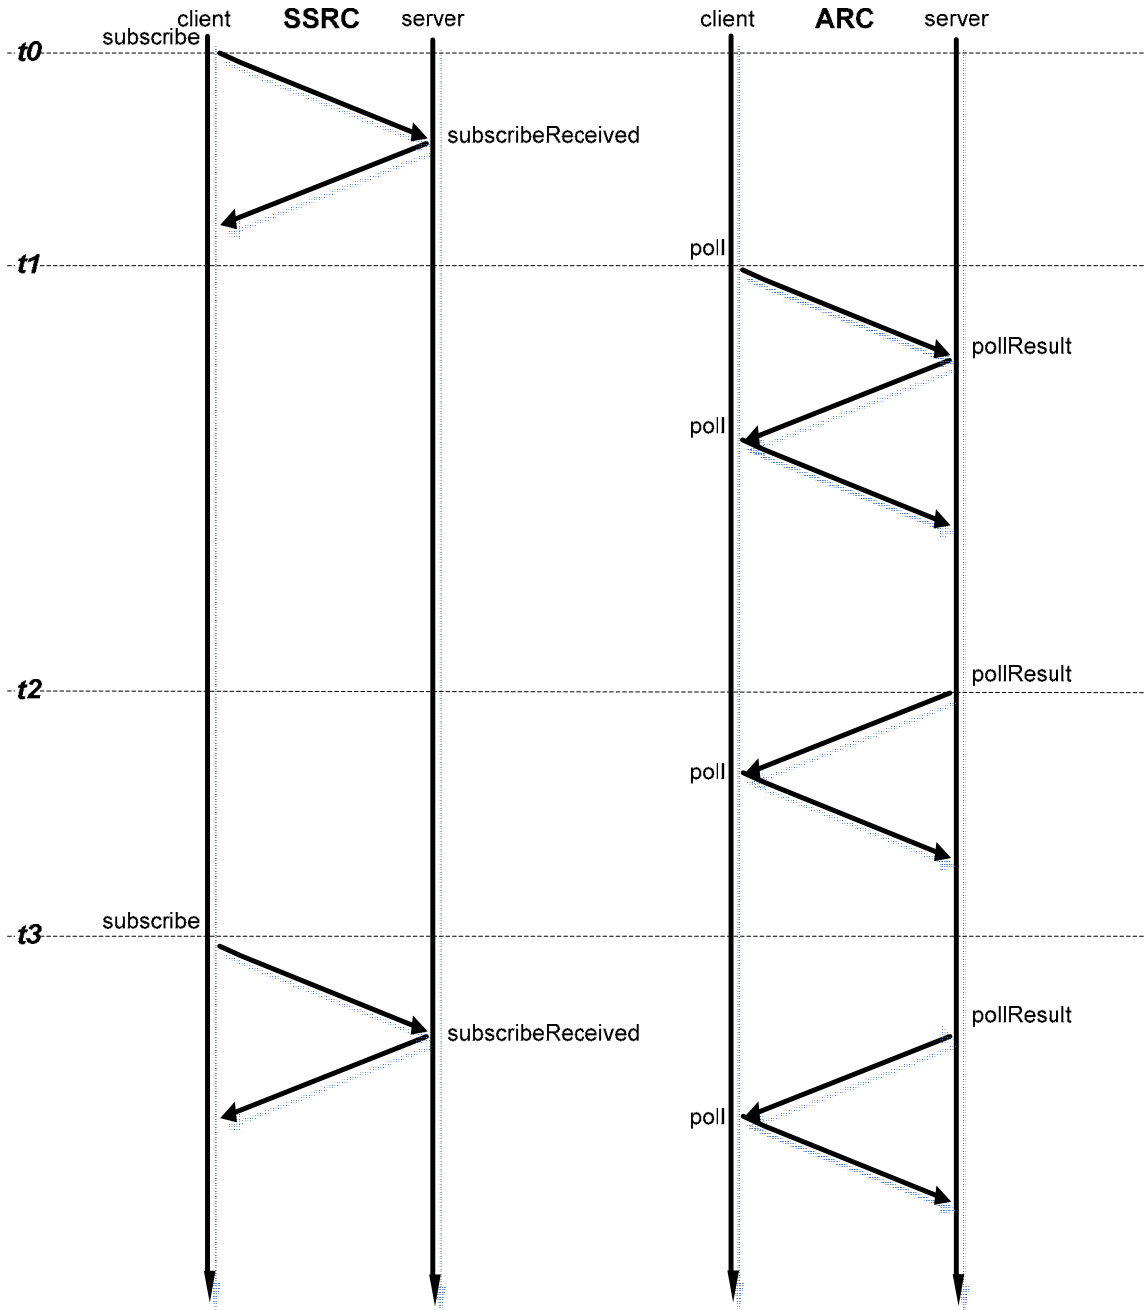 client SSRC server client ARC server
subscribe
t0
subscribeReceived
poll
t1
pollResult
poll
pollResult
t2
poll
subscribe
t3
pollResult
subscribeReceived
poll